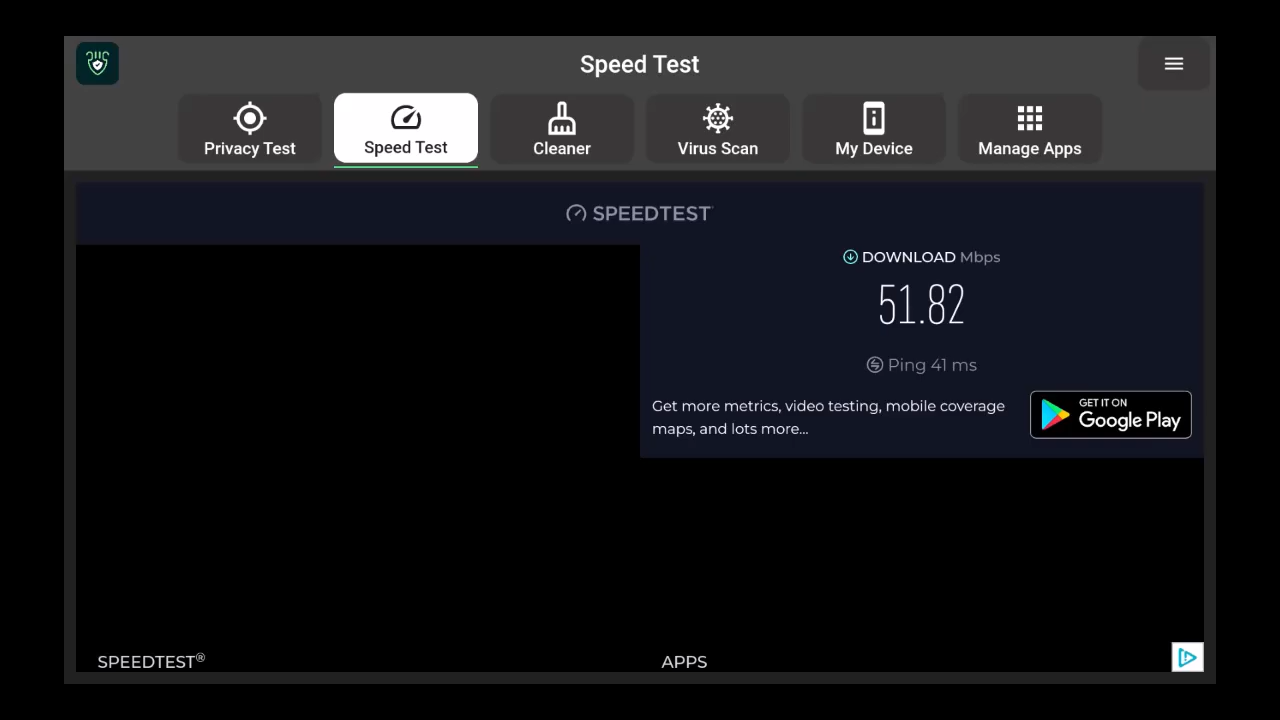 Speed Test
Privacy Test
Speed Test
Cleaner
Virus Scan
My Device
Manage Apps
SPEEDTEST
DOWNLOAD Mbps
51.82
Ping 41 ms
Get more metrics, video testing, mobile coverage
maps, and lots more...
GET IT ON
Google Play
SPEEDTEST®
APPS